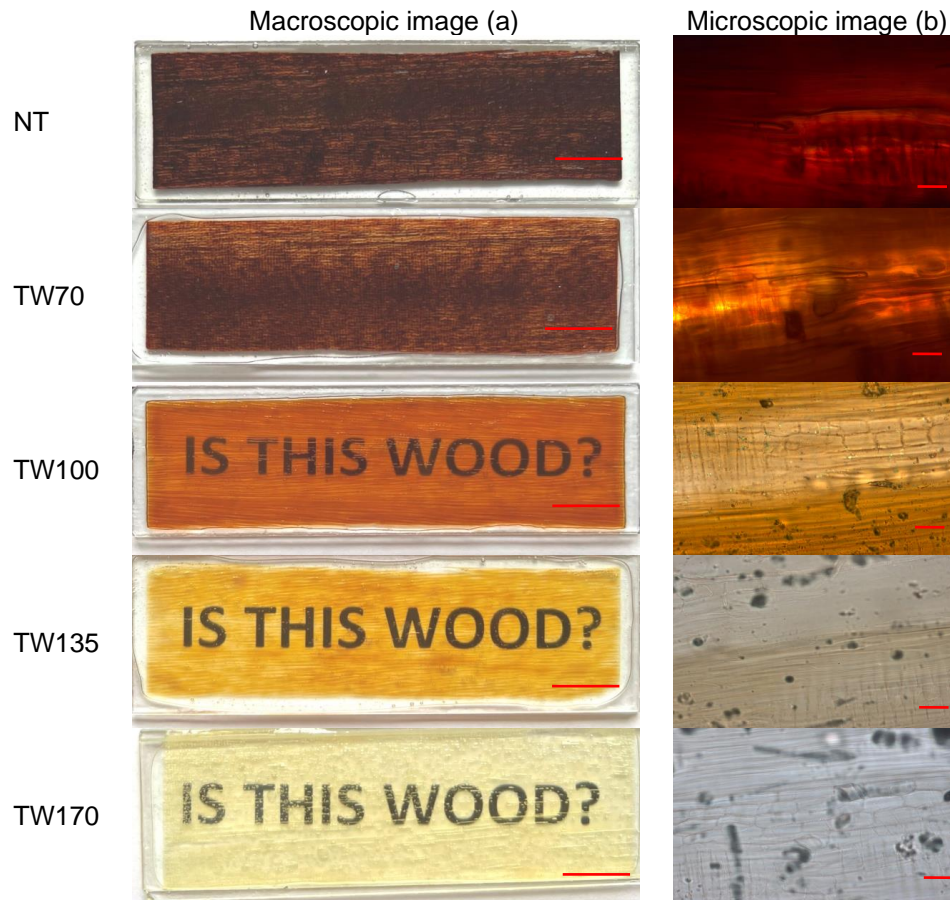 Macroscopic image (a) Microscopic image (b)
NT
TW70
TW100
IS THIS WOOD?
TW135
IS THIS WOOD?
TW170
IS THIS WOOD?